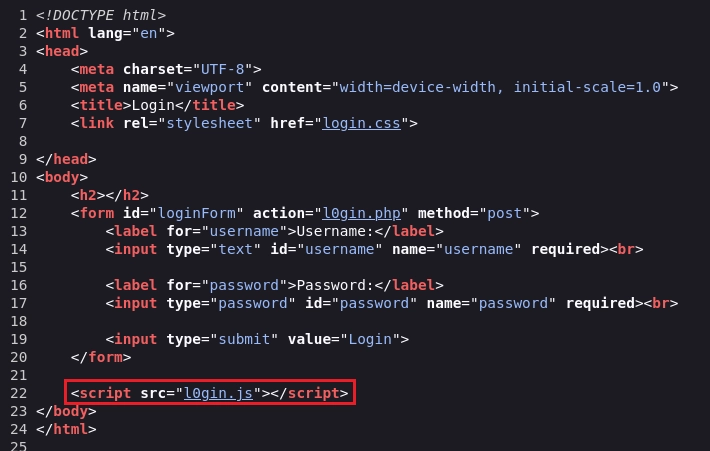 1 <!DOCTYPE html>
2 <html lang="en">
3 <head>
4     <meta charset="UTF-8">
5     <meta name="viewport" content="width=device-width, initial-scale=1.0">
6     <title>Login</title>
7     <link rel="stylesheet" href="login.css">
8
9 </head>
10 <body>
11     <h2></h2>
12     <form id="loginForm" action="l0gin.php" method="post">
13         <label for="username">Username:</label>
14         <input type="text" id="username" name="username" required><br>
15
16         <label for="password">Password:</label>
17         <input type="password" id="password" name="password" required><br>
18
19         <input type="submit" value="Login">
20     </form>
21
22     <script src="l0gin.js"></script>
23 </body>
24 </html>
25